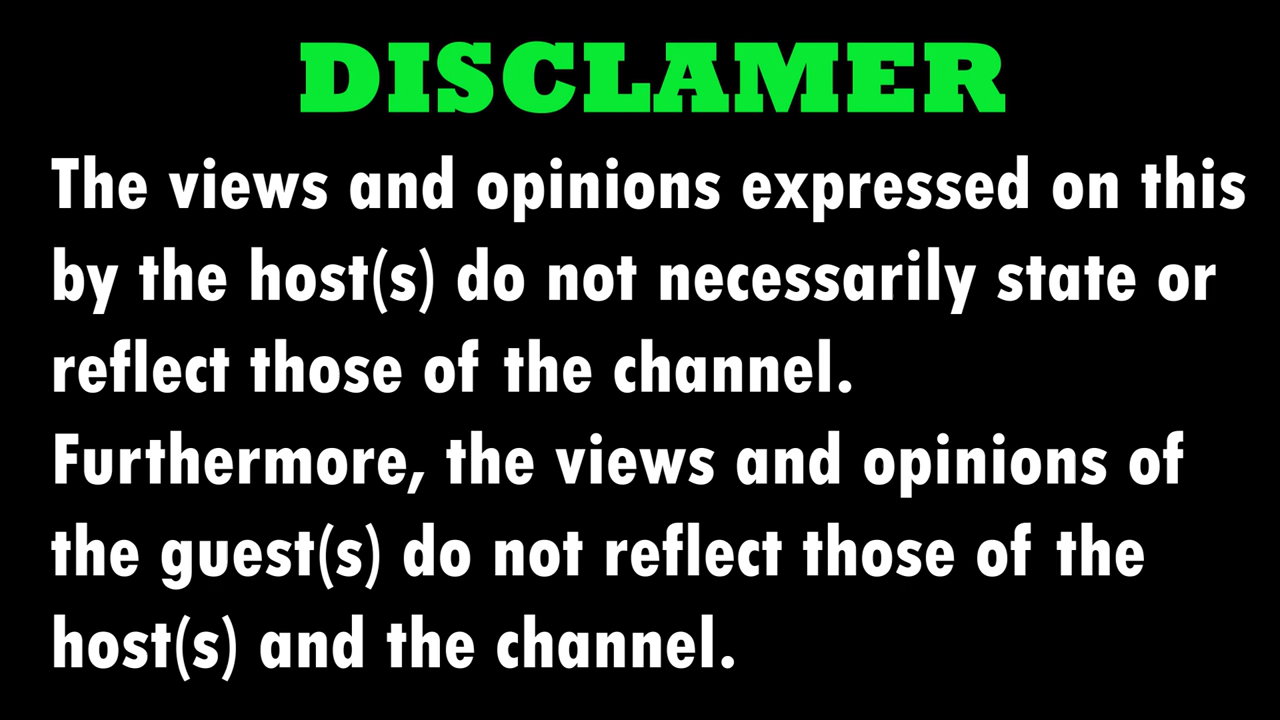 DISCLAMER
The views and opinions expressed on this
by the host(s) do not necessarily state or
reflect those of the channel.
Furthermore, the views and opinions of
the guest(s) do not reflect those of the
host(s) and the channel.